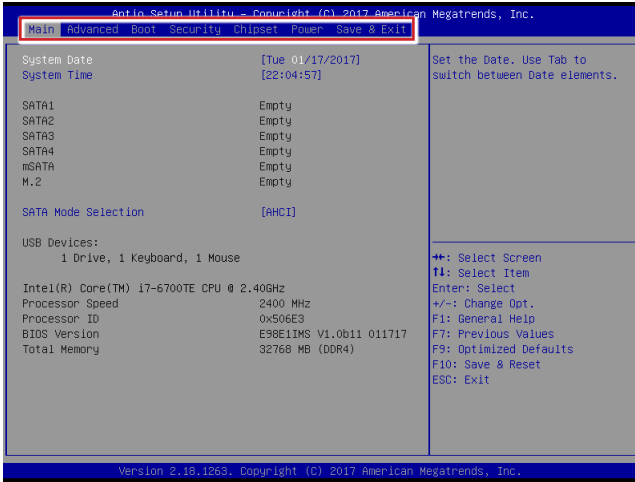 Aptio Setup Utility – Copyright (C) 2017 American Megatrends, Inc.
Main Advanced Boot Security Chipset Power Save & Exit
System Date [Tue 01/17/2017]
System Time [22:04:57]
SATA1 Empty
SATA2 Empty
SATA3 Empty
SATA4 Empty
mSATA Empty
M.2 Empty
SATA Mode Selection [AHCI]
USB Devices:
1 Drive, 1 Keyboard, 1 Mouse
Intel(R) Core(TM) i7-6700TE CPU @ 2.40GHz
Processor Speed 2400 MHz
Processor ID 0x506E3
BIOS Version E98E1IMS V1.0b11 011717
Total Memory 32768 MB (DDR4)
Set the Date. Use Tab to
switch between Date elements.
→←: Select Screen
↑↓: Select Item
Enter: Select
+/-: Change Opt.
F1: General Help
F7: Previous Values
F9: Optimized Defaults
F10: Save & Reset
ESC: Exit
Version 2.18.1263. Copyright (C) 2017 American Megatrends, Inc.